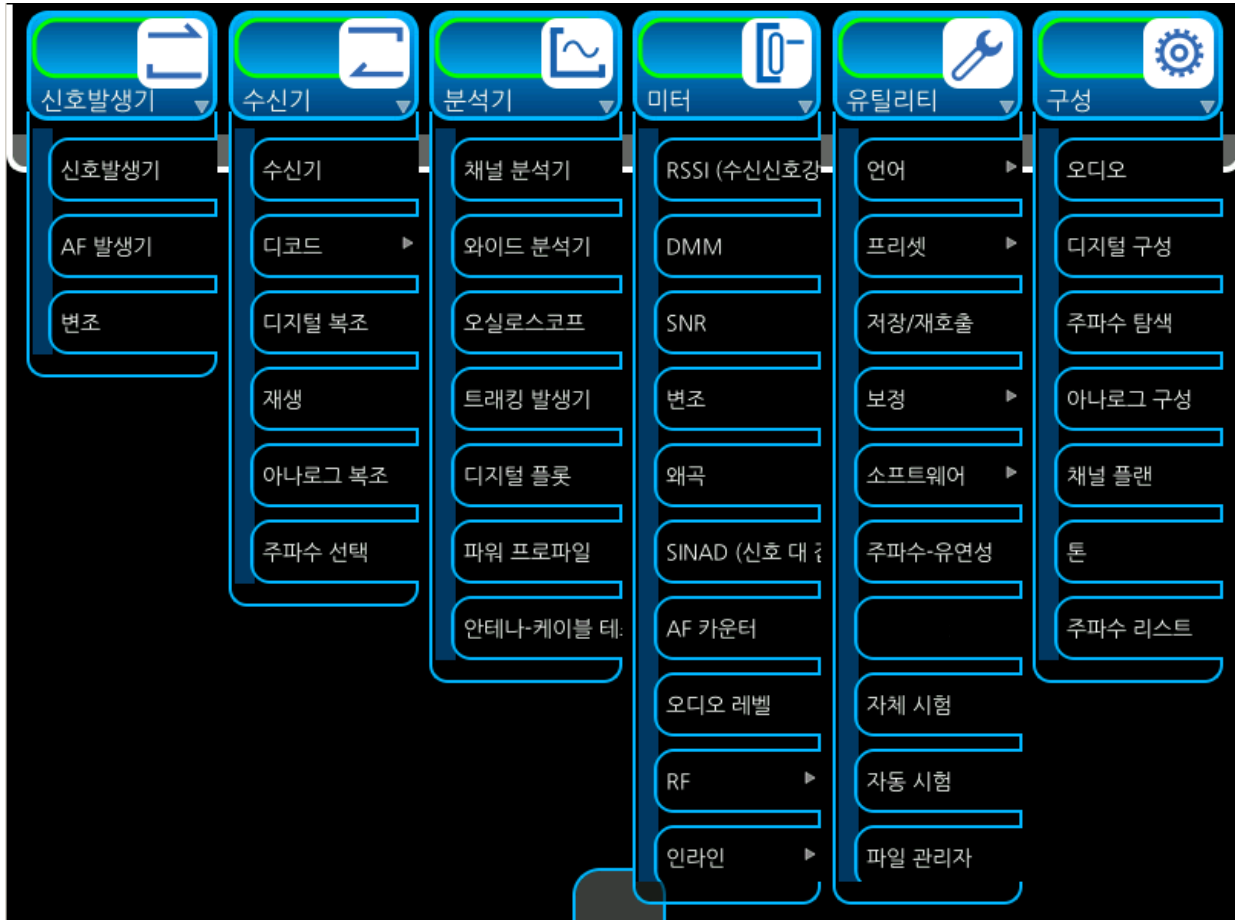 신호발생기
신호발생기
AF 발생기
변조
수신기
수신기
디코드
디지털 복조
재생
아나로그 복조
주파수 선택
분석기
채널 분석기
와이드 분석기
오실로스코프
트래킹 발생기
디지털 플롯
파워 프로파일
안테나-케이블
미터
RSSI (수신신호강
DMM
SNR
변조
왜곡
SINAD (신호 대
AF 카운터
오디오 레벨
RF
인라인
유틸리티
언어
프리셋
저장/재호출
보정
소프트웨어
주파수-유연성
자체 시험
자동 시험
파일 관리자
구성
오디오
디지털 구성
주파수 탐색
아나로그 구성
채널 플랜
톤
주파수 리스트